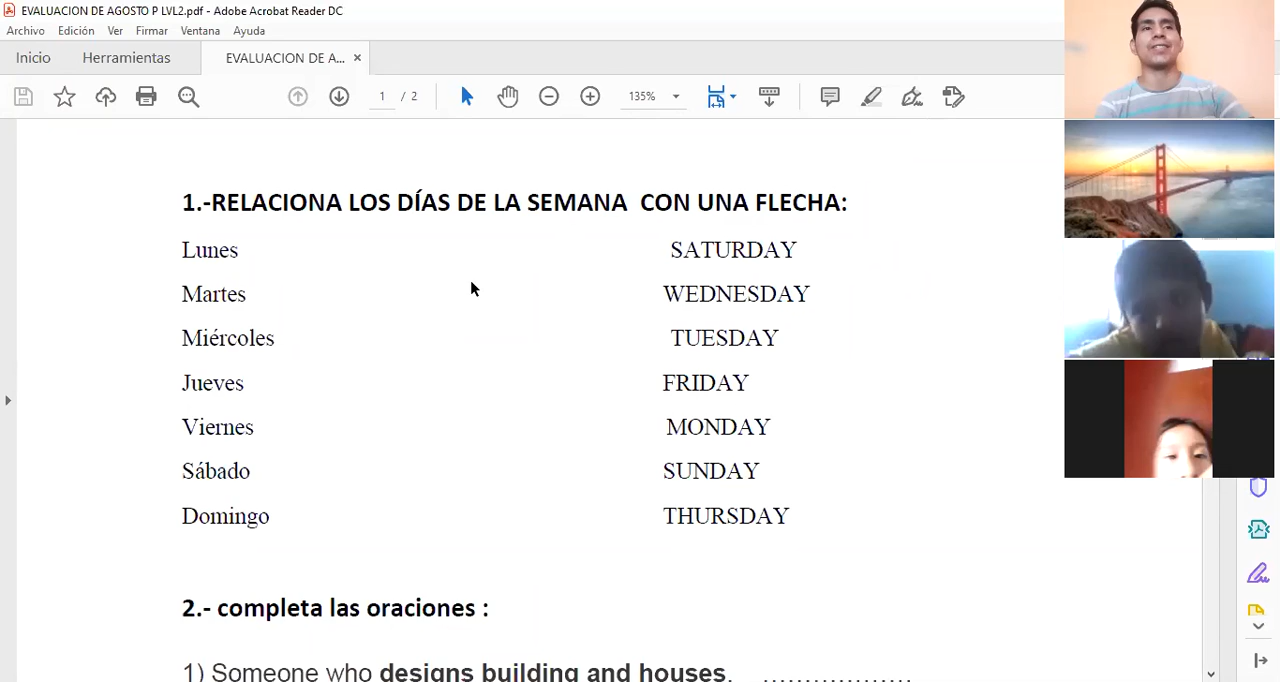 EVALUACION DE AGOSTO P LVL2.pdf - Adobe Acrobat Reader DC
Archivo Edición Ver Firmar Ventana Ayuda
Inicio Herramientas EVALUACION DE A... ×
1 / 2 135%
1.-RELACIONA LOS DÍAS DE LA SEMANA CON UNA FLECHA:
Lunes SATURDAY
Martes WEDNESDAY
Miércoles TUESDAY
Jueves FRIDAY
Viernes MONDAY
Sábado SUNDAY
Domingo THURSDAY
2.- completa las oraciones :
1) Someone who designs building and houses. ..................